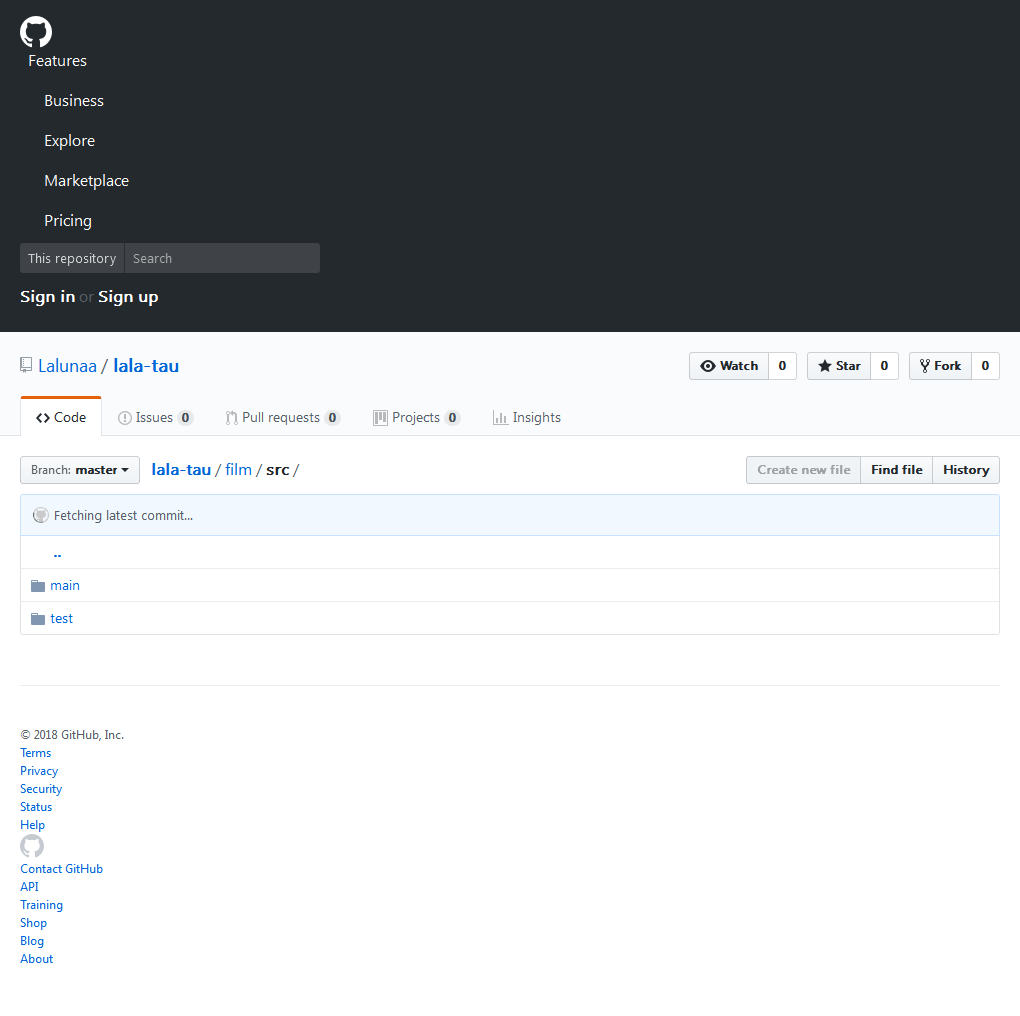 Features
Business
Explore
Marketplace
Pricing
This repository Search
Sign in or Sign up
Lalunaa / lala-tau Watch 0 Star 0 Fork 0
Code Issues 0 Pull requests 0 Projects 0 Insights
Branch: master lala-tau / film / src / Create new file Find file History
Fetching latest commit...
..
main
test
© 2018 GitHub, Inc.
Terms
Privacy
Security
Status
Help
Contact GitHub
API
Training
Shop
Blog
About